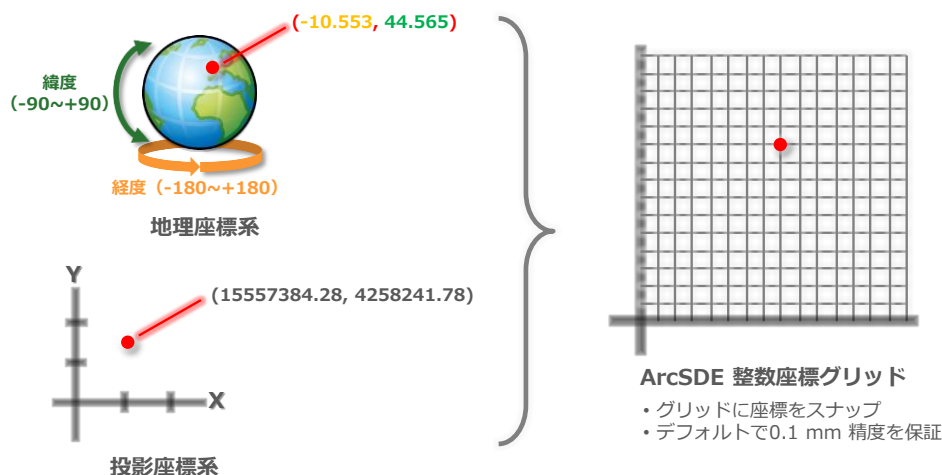 (-10.553, 44.565)
緯度
(-90~+90)
経度（-180~+180）
地理座標系
Y
(15557384.28, 4258241.78)
X
投影座標系
ArcSDE 整数座標グリッド
・グリッドに座標をスナップ
・デフォルトで0.1 mm 精度を保証